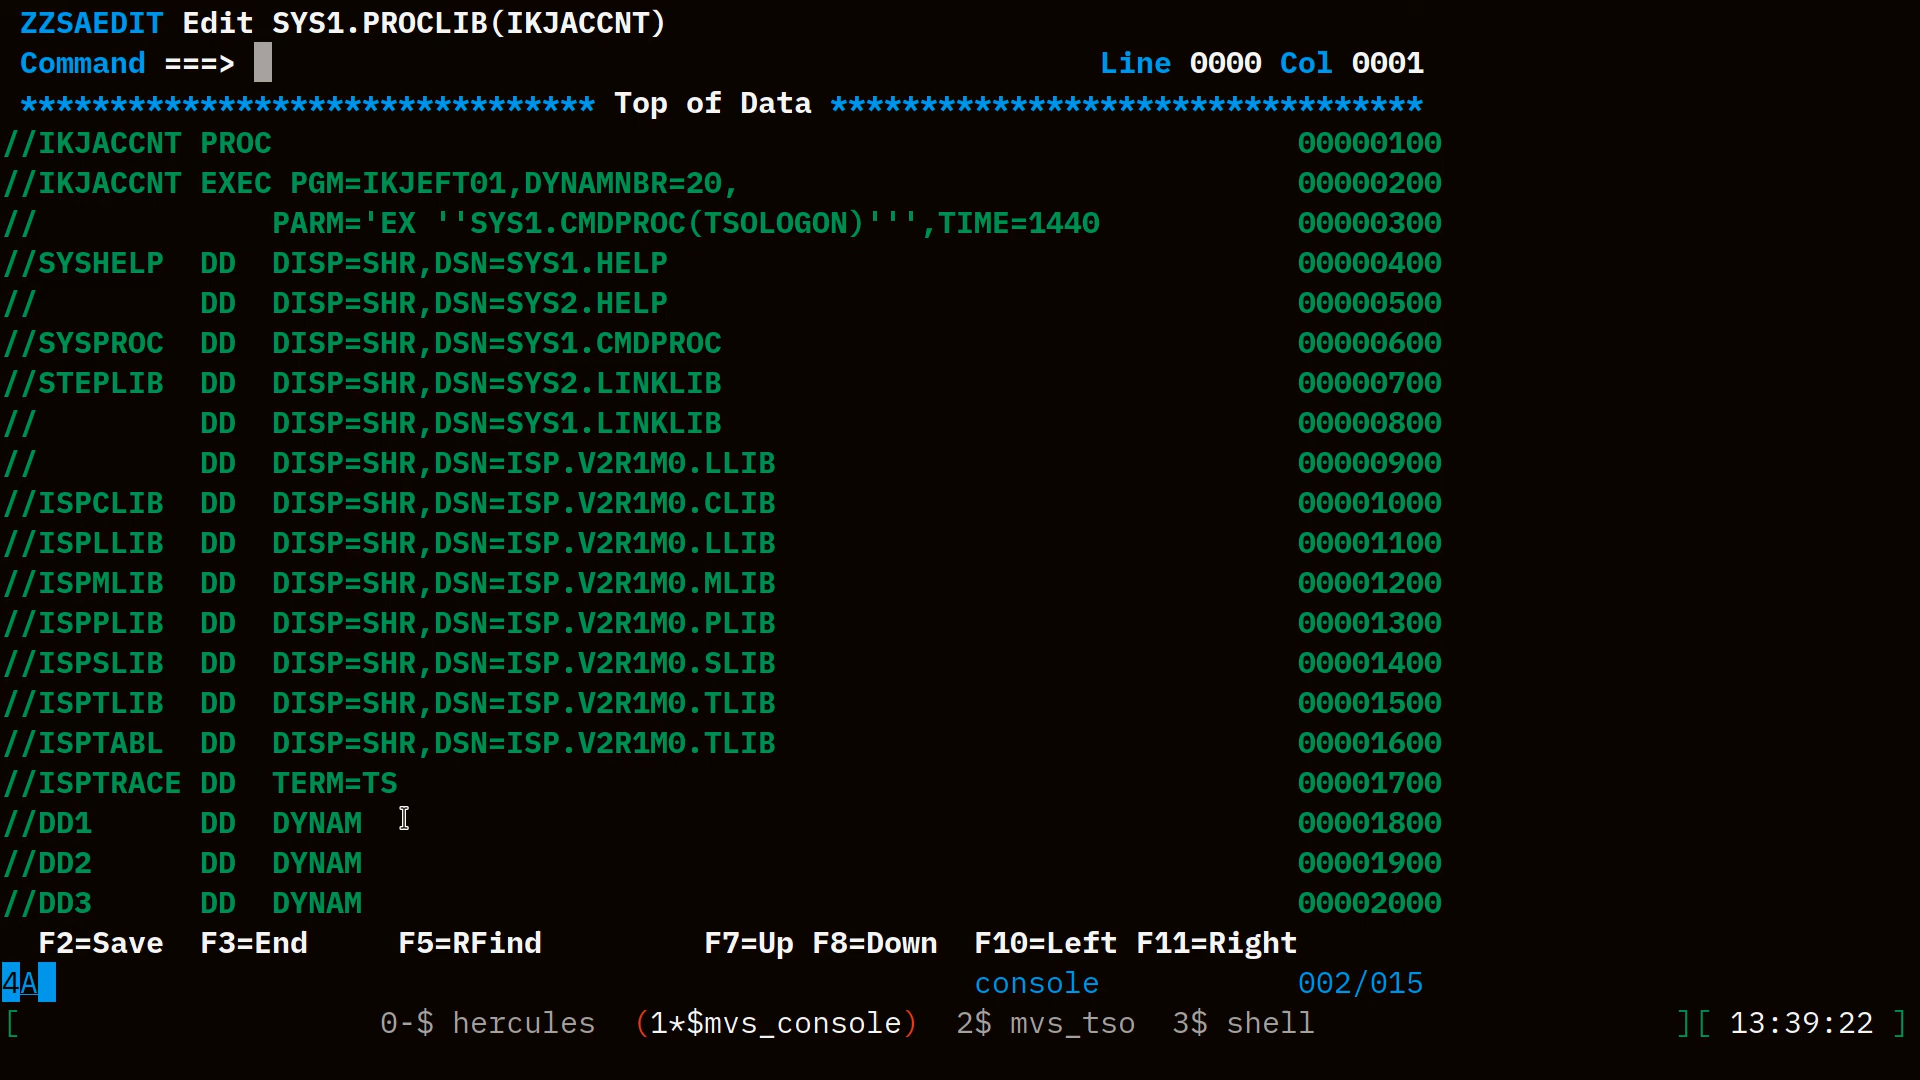 ZZSAEDIT Edit SYS1.PROCLIB(IKJACCNT)
Command ===> Line 0000 Col 0001
******************************** Top of Data *********************************
//IKJACCNT PROC 00000100
//IKJACCNT EXEC PGM=IKJEFT01,DYNAMNBR=20, 00000200
// PARM='EX ''SYS1.CMDPROC(TSOLOGON)''',TIME=1440 00000300
//SYSHELP DD DISP=SHR,DSN=SYS1.HELP 00000400
// DD DISP=SHR,DSN=SYS2.HELP 00000500
//SYSPROC DD DISP=SHR,DSN=SYS1.CMDPROC 00000600
//STEPLIB DD DISP=SHR,DSN=SYS2.LINKLIB 00000700
// DD DISP=SHR,DSN=SYS1.LINKLIB 00000800
// DD DISP=SHR,DSN=ISP.V2R1M0.LLIB 00000900
//ISPCLIB DD DISP=SHR,DSN=ISP.V2R1M0.CLIB 00001000
//ISPLLIB DD DISP=SHR,DSN=ISP.V2R1M0.LLIB 00001100
//ISPMLIB DD DISP=SHR,DSN=ISP.V2R1M0.MLIB 00001200
//ISPPLIB DD DISP=SHR,DSN=ISP.V2R1M0.PLIB 00001300
//ISPSLIB DD DISP=SHR,DSN=ISP.V2R1M0.SLIB 00001400
//ISPTLIB DD DISP=SHR,DSN=ISP.V2R1M0.TLIB 00001500
//ISPTABL DD DISP=SHR,DSN=ISP.V2R1M0.TLIB 00001600
//ISPTRACE DD TERM=TS 00001700
//DD1 DD DYNAM 00001800
//DD2 DD DYNAM 00001900
//DD3 DD DYNAM 00002000
F2=Save F3=End F5=RFind F7=Up F8=Down F10=Left F11=Right
4A console 002/015
[ 0-$ hercules (1*$mvs_console) 2$ mvs_tso 3$ shell ][ 13:39:22 ]